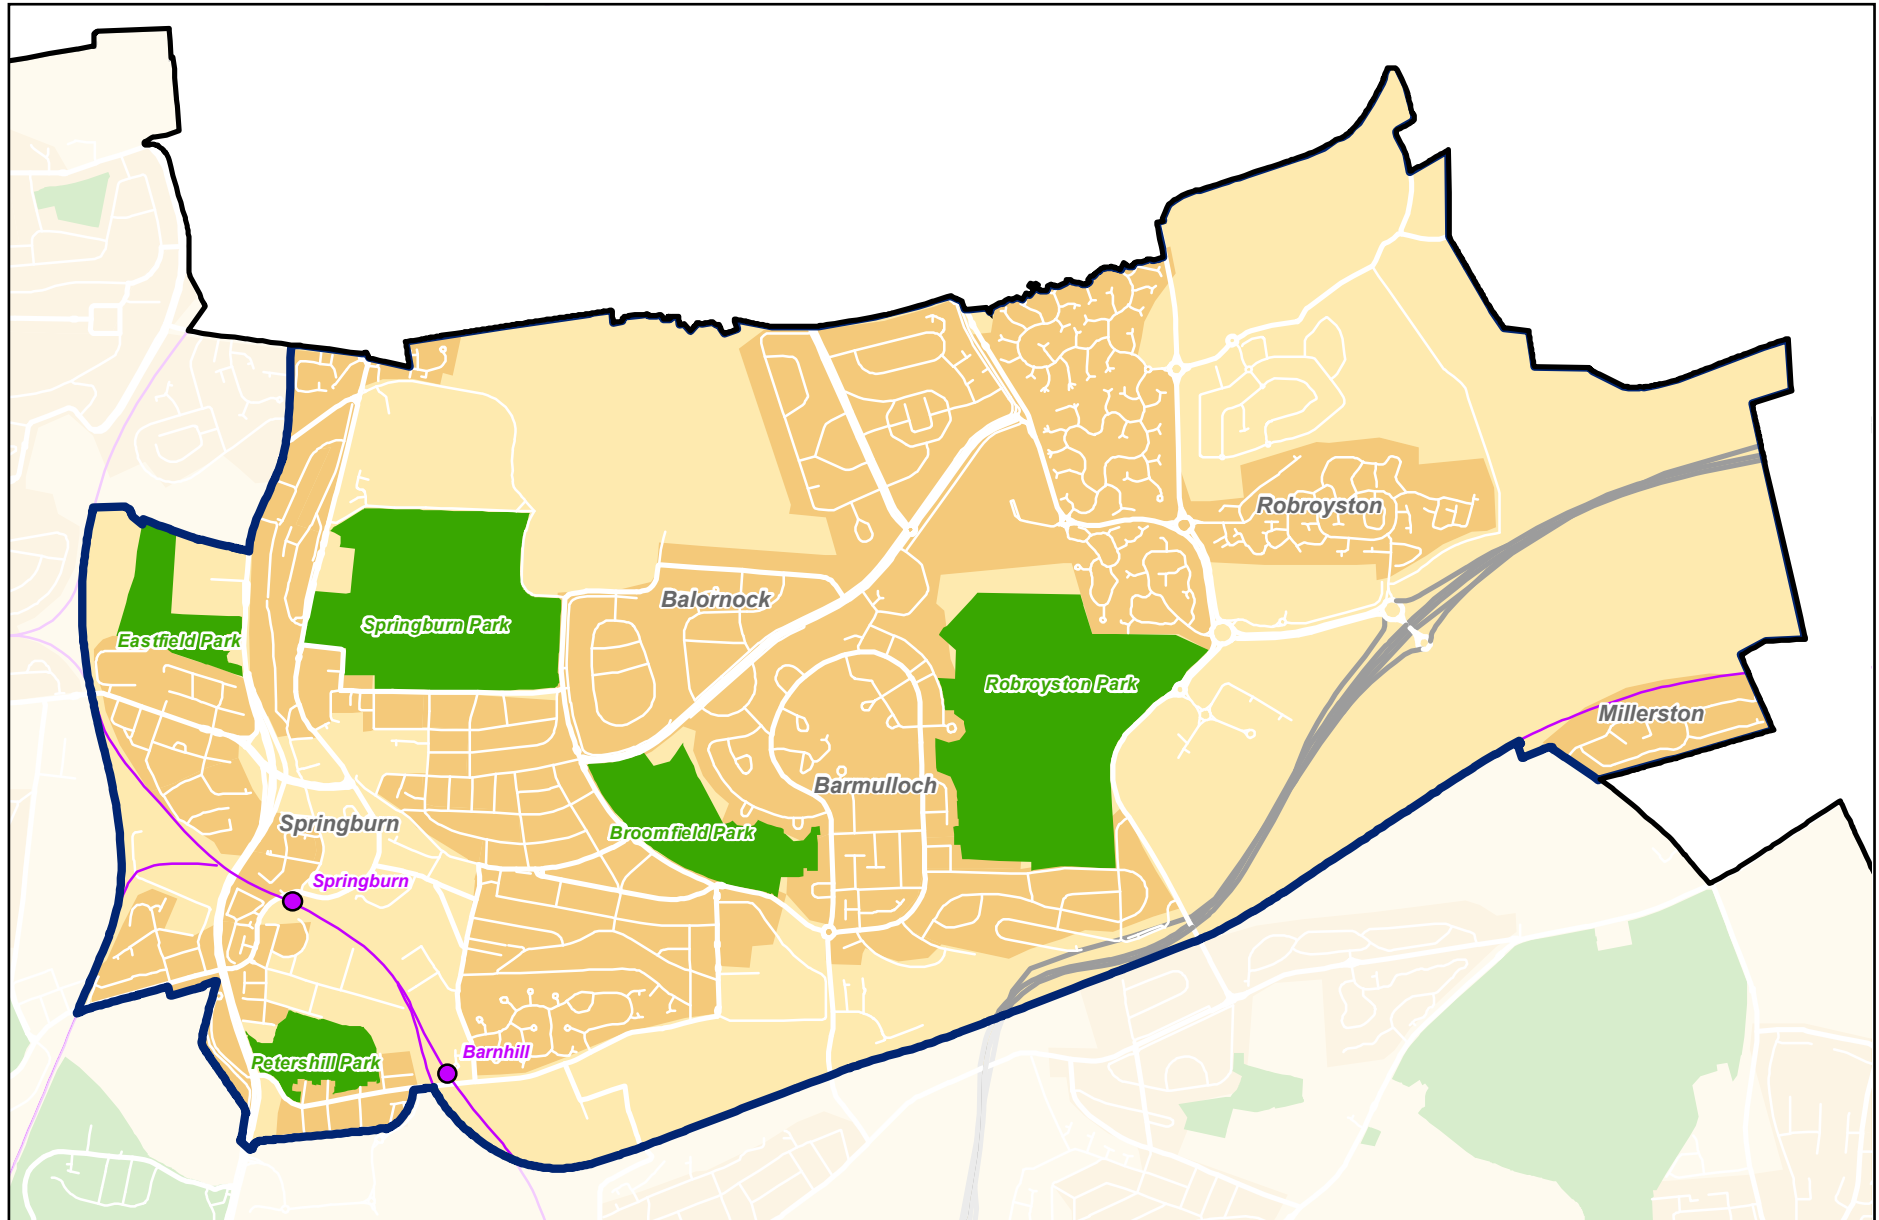 Robroyston
Balornock
Springburn Park
Eastfield Park
Robroyston Park
Millerston
Barmulloch
Springburn
Broomfield Park
Springburn
Barnhill
Petershill Park